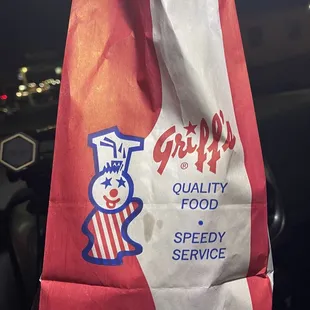 Griff's®
QUALITY
FOOD
•
SPEEDY
SERVICE